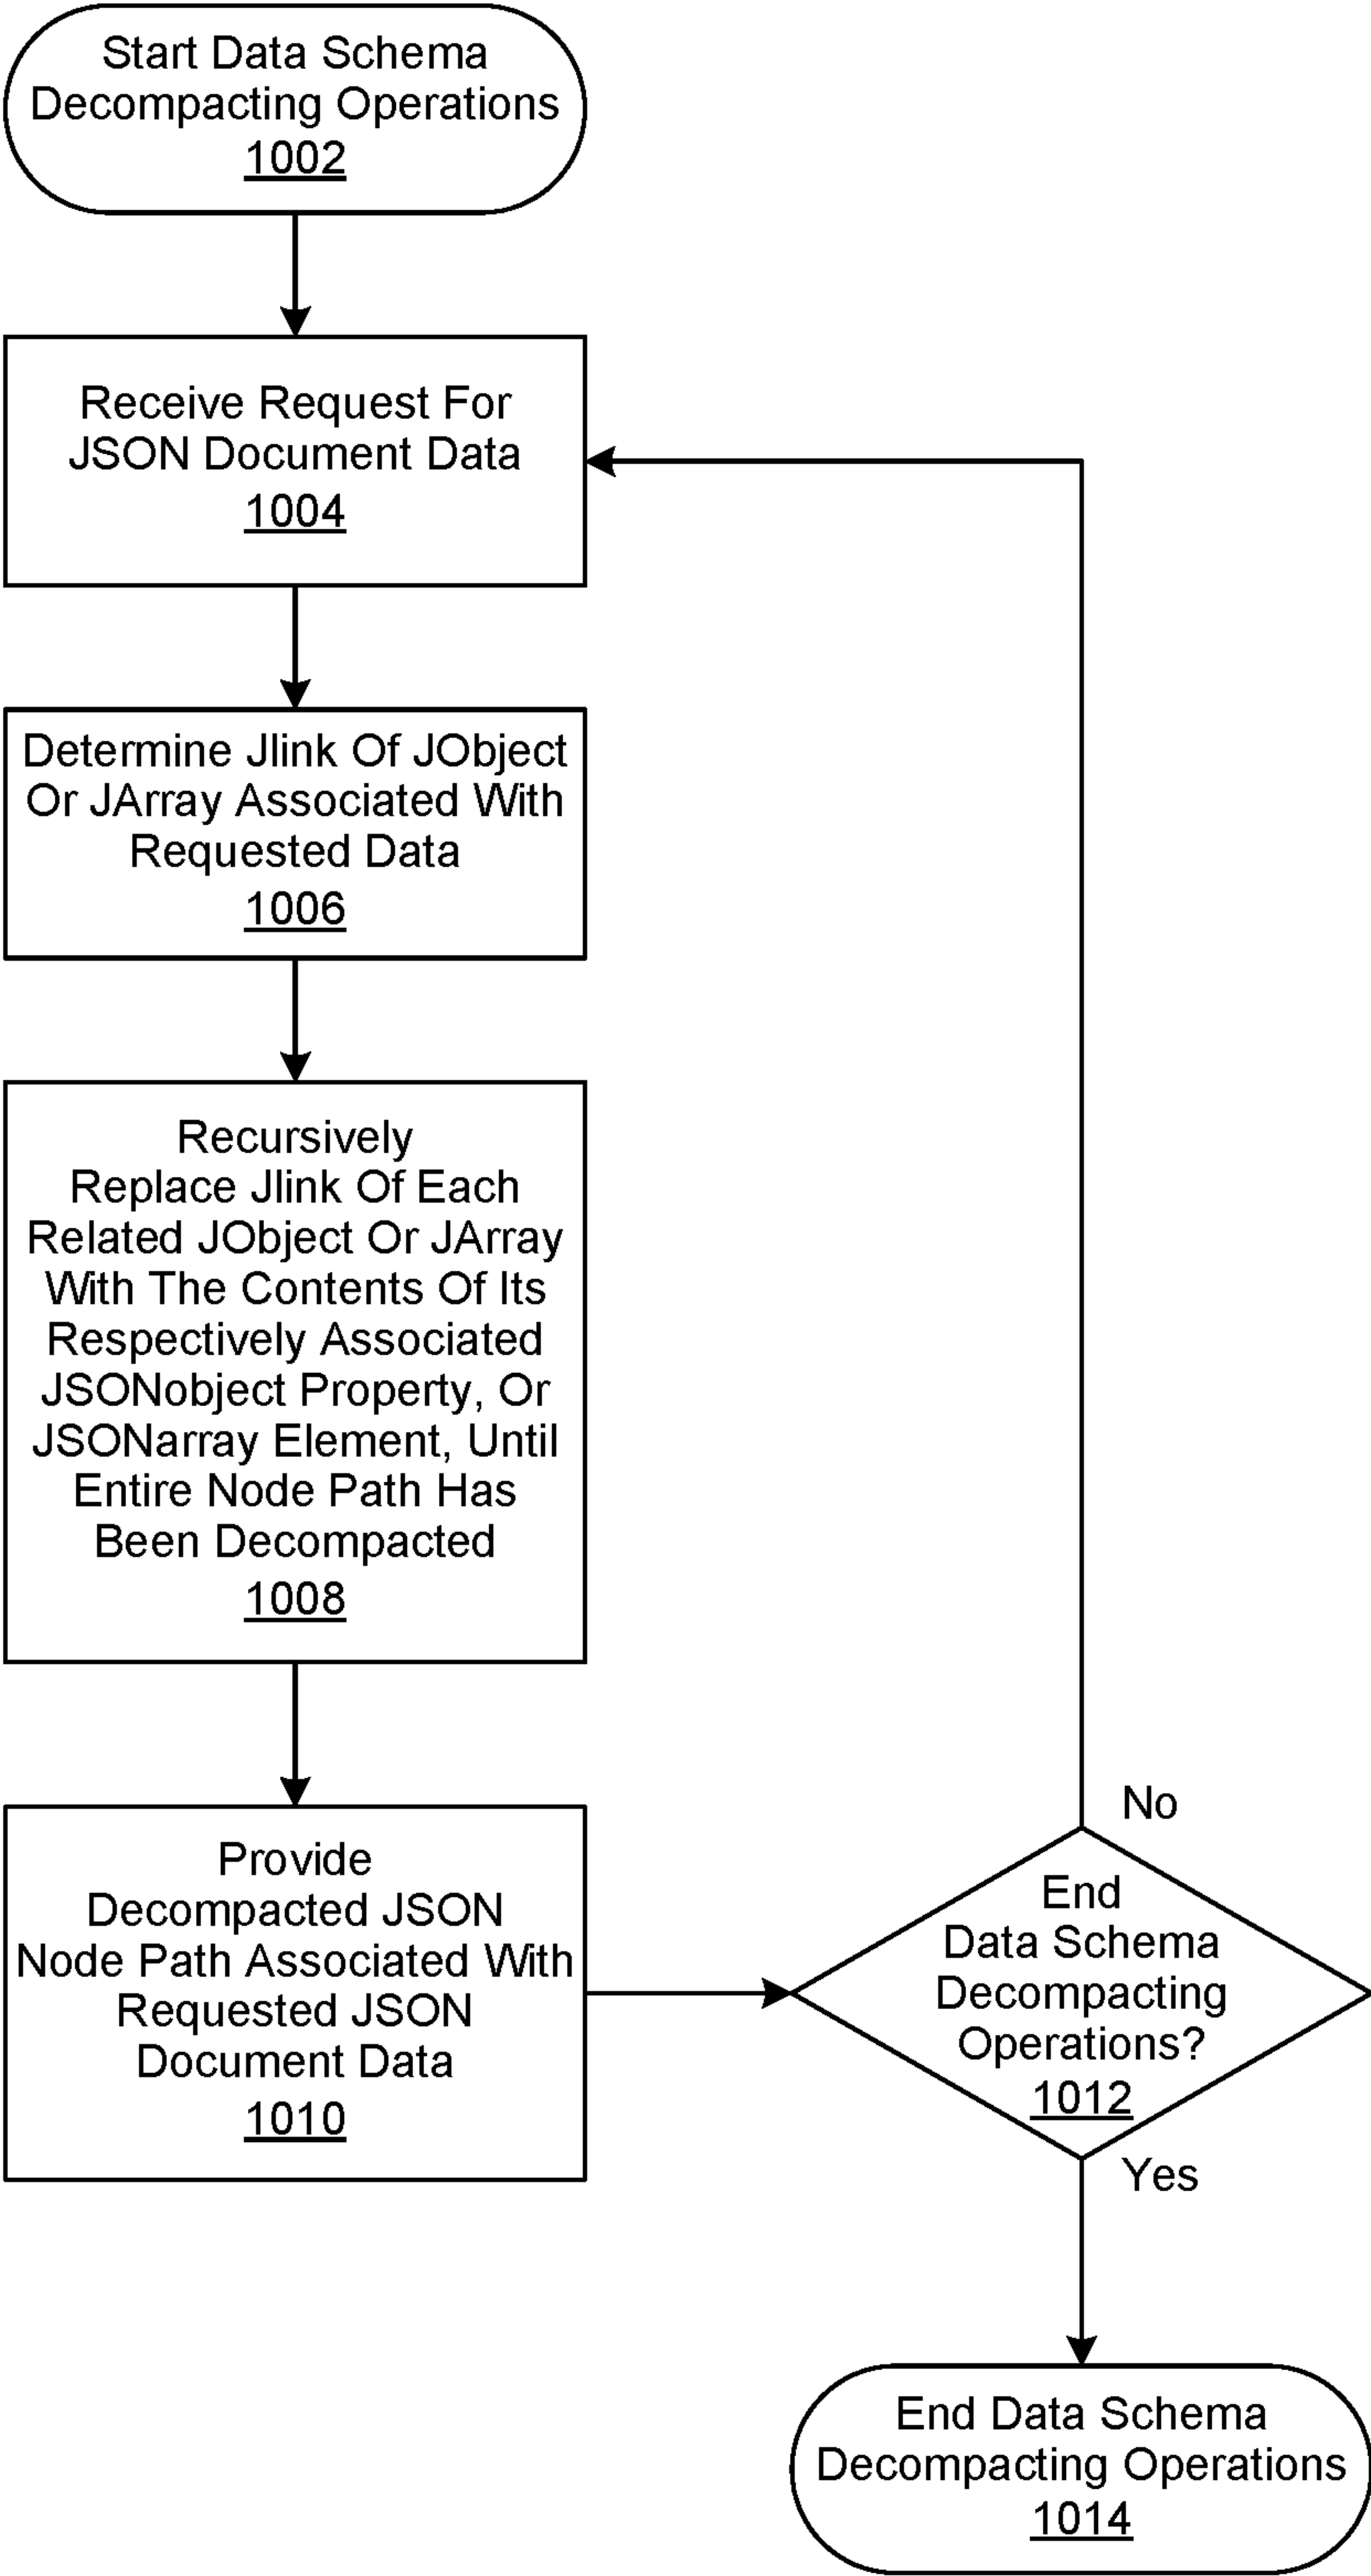 Start Data Schema
Decompacting Operations
1002
Receive Request For
JSON Document Data
1004
Determine Jlink Of JObject
Or JArray Associated With
Requested Data
1006
Recursively
Replace Jlink Of Each
Related JObject Or JArray
With The Contents Of Its
Respectively Associated
JSONobject Property, Or
JSONarray Element, Until
Entire Node Path Has
Been Decompacted
1008
Provide
Decompacted JSON
Node Path Associated With
Requested JSON
Document Data
1010
No
End
Data Schema
Decompacting
Operations?
1012
Yes
End Data Schema
Decompacting Operations
1014